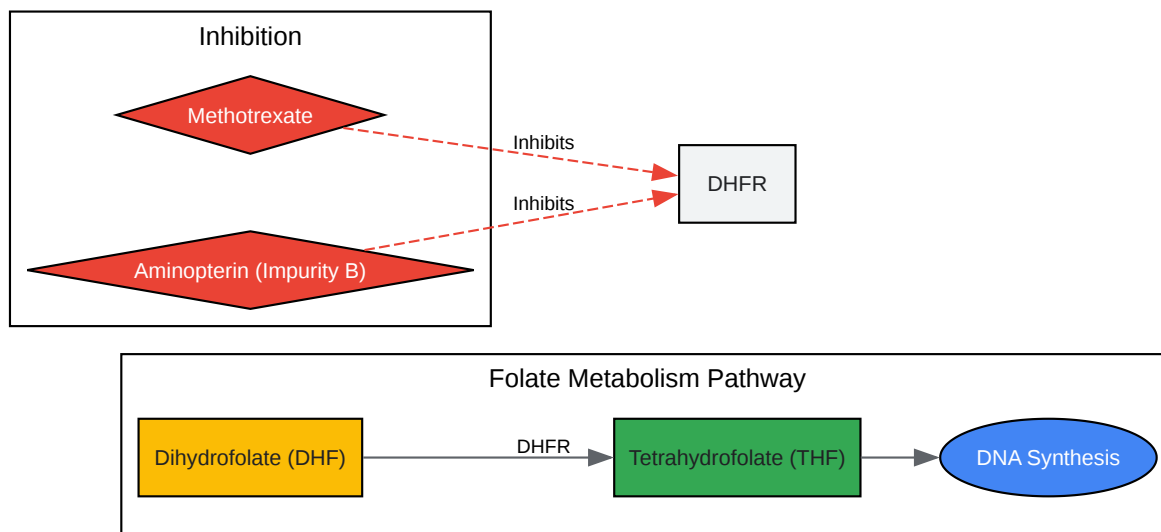 Inhibition
Methotrexate
Inhibits
DHFR
Inhibits
Aminopterin (Impurity B)
Folate Metabolism Pathway
Dihydrofolate (DHF)
DHFR
Tetrahydrofolate (THF)
DNA Synthesis